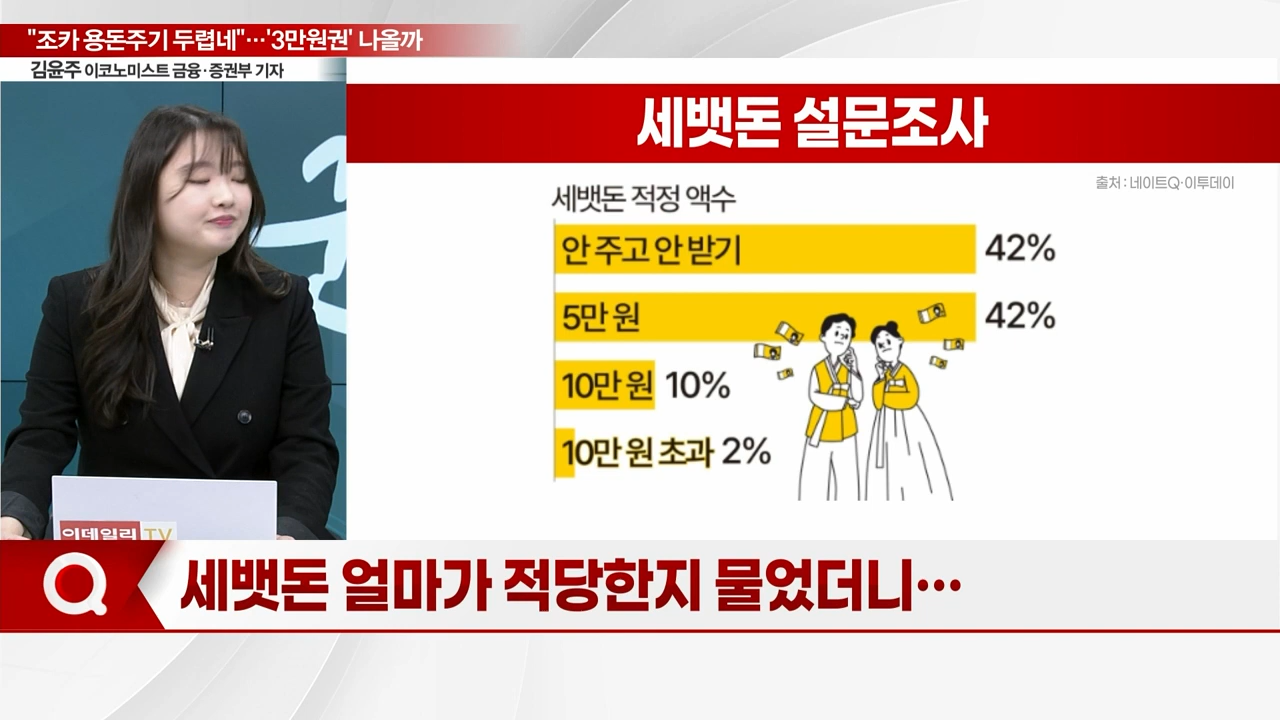 "조카 용돈주기 두렵네"…'3만원권' 나올까
김윤주 이코노미스트 금융·증권부 기자
세뱃돈 설문조사
출처 : 네이트Q·이투데이
세뱃돈 적정 액수
안 주고 안 받기 42%
5만 원 42%
10만 원 10%
10만 원 초과 2%
이데일리 TV
Q 세뱃돈 얼마가 적당한지 물었더니…